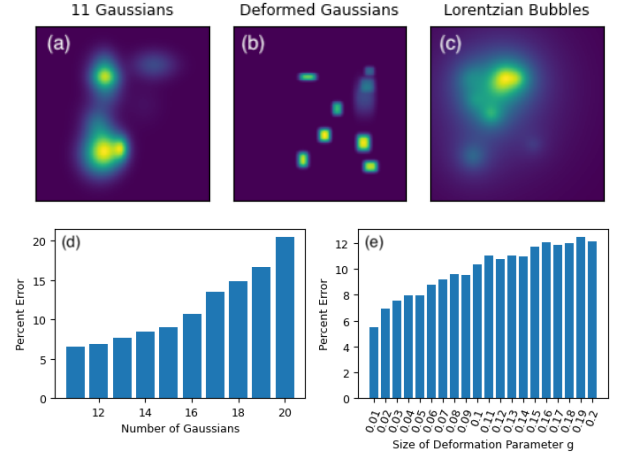 11 Gaussians
Deformed Gaussians
Lorentzian Bubbles
(a)
(b)
(c)
(d)
20
15
10
5
0
Percent Error
12 14 16 18 20
Number of Gaussians
(e)
12
10
8
6
4
2
0
Percent Error
0.01 0.02 0.03 0.04 0.05 0.06 0.07 0.08 0.09 0.1 0.11 0.12 0.13 0.14 0.15 0.16 0.17 0.18 0.19 0.2
Size of Deformation Parameter g